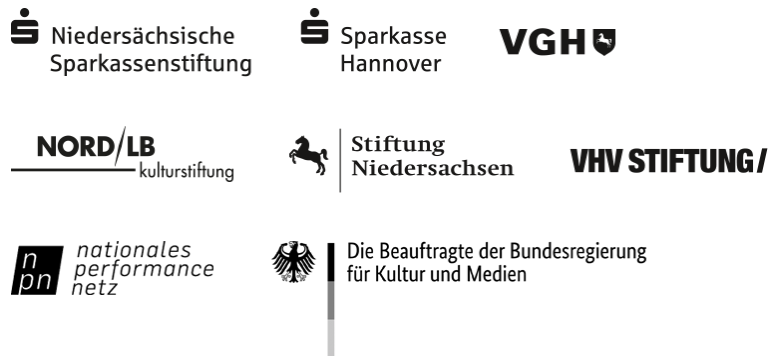 Niedersächsische
Sparkassenstiftung
Sparkasse
Hannover
VGH
NORD/LB
kulturstiftung
Stiftung
Niedersachsen
VHV STIFTUNG/
n
pn
nationales
performance
netz
Die Beauftragte der Bundesregierung
für Kultur und Medien